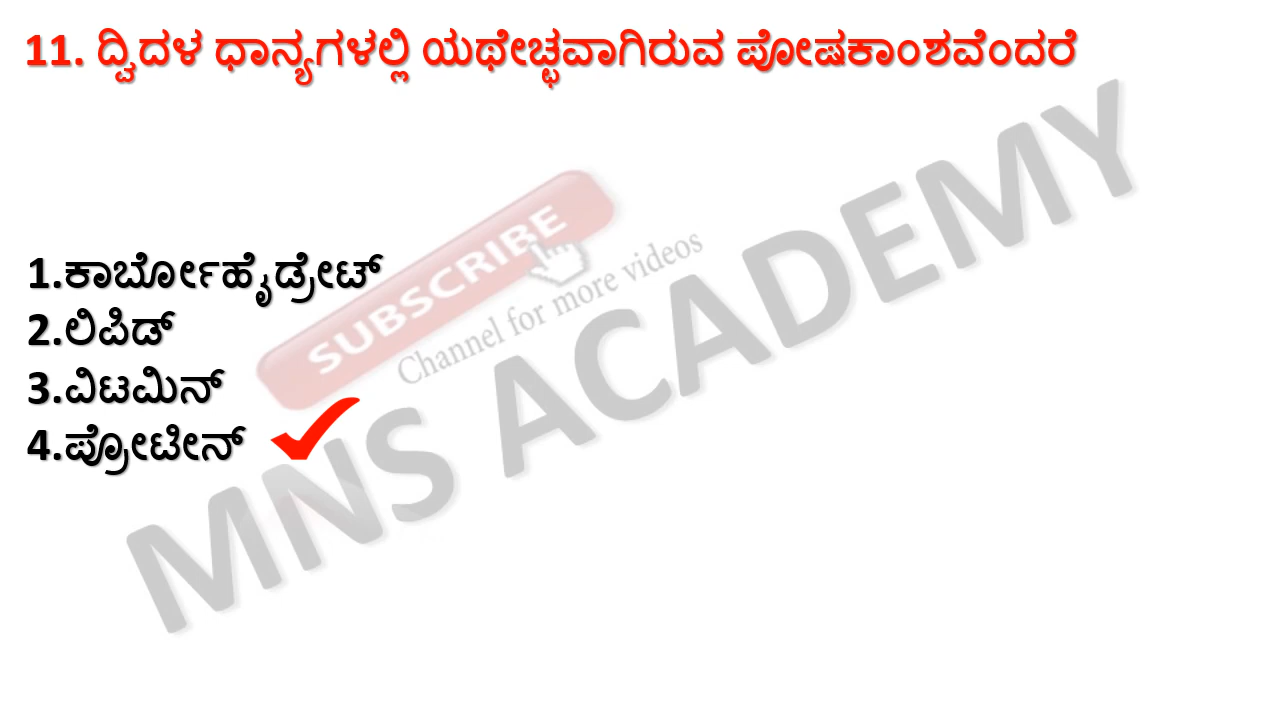 11. ದ್ವಿದಳ ಧಾನ್ಯಗಳಲ್ಲಿ ಯಥೇಚ್ಛವಾಗಿರುವ ಪೋಷಕಾಂಶವೆಂದರೆ
1.ಕಾರ್ಬೋಹೈಡ್ರೇಟ್
2.ಲಿಪಿಡ್
3.ವಿಟಮಿನ್
4.ಪ್ರೋಟೀನ್
SUBSCRIBE
Channel for more videos
MNS ACADEMY